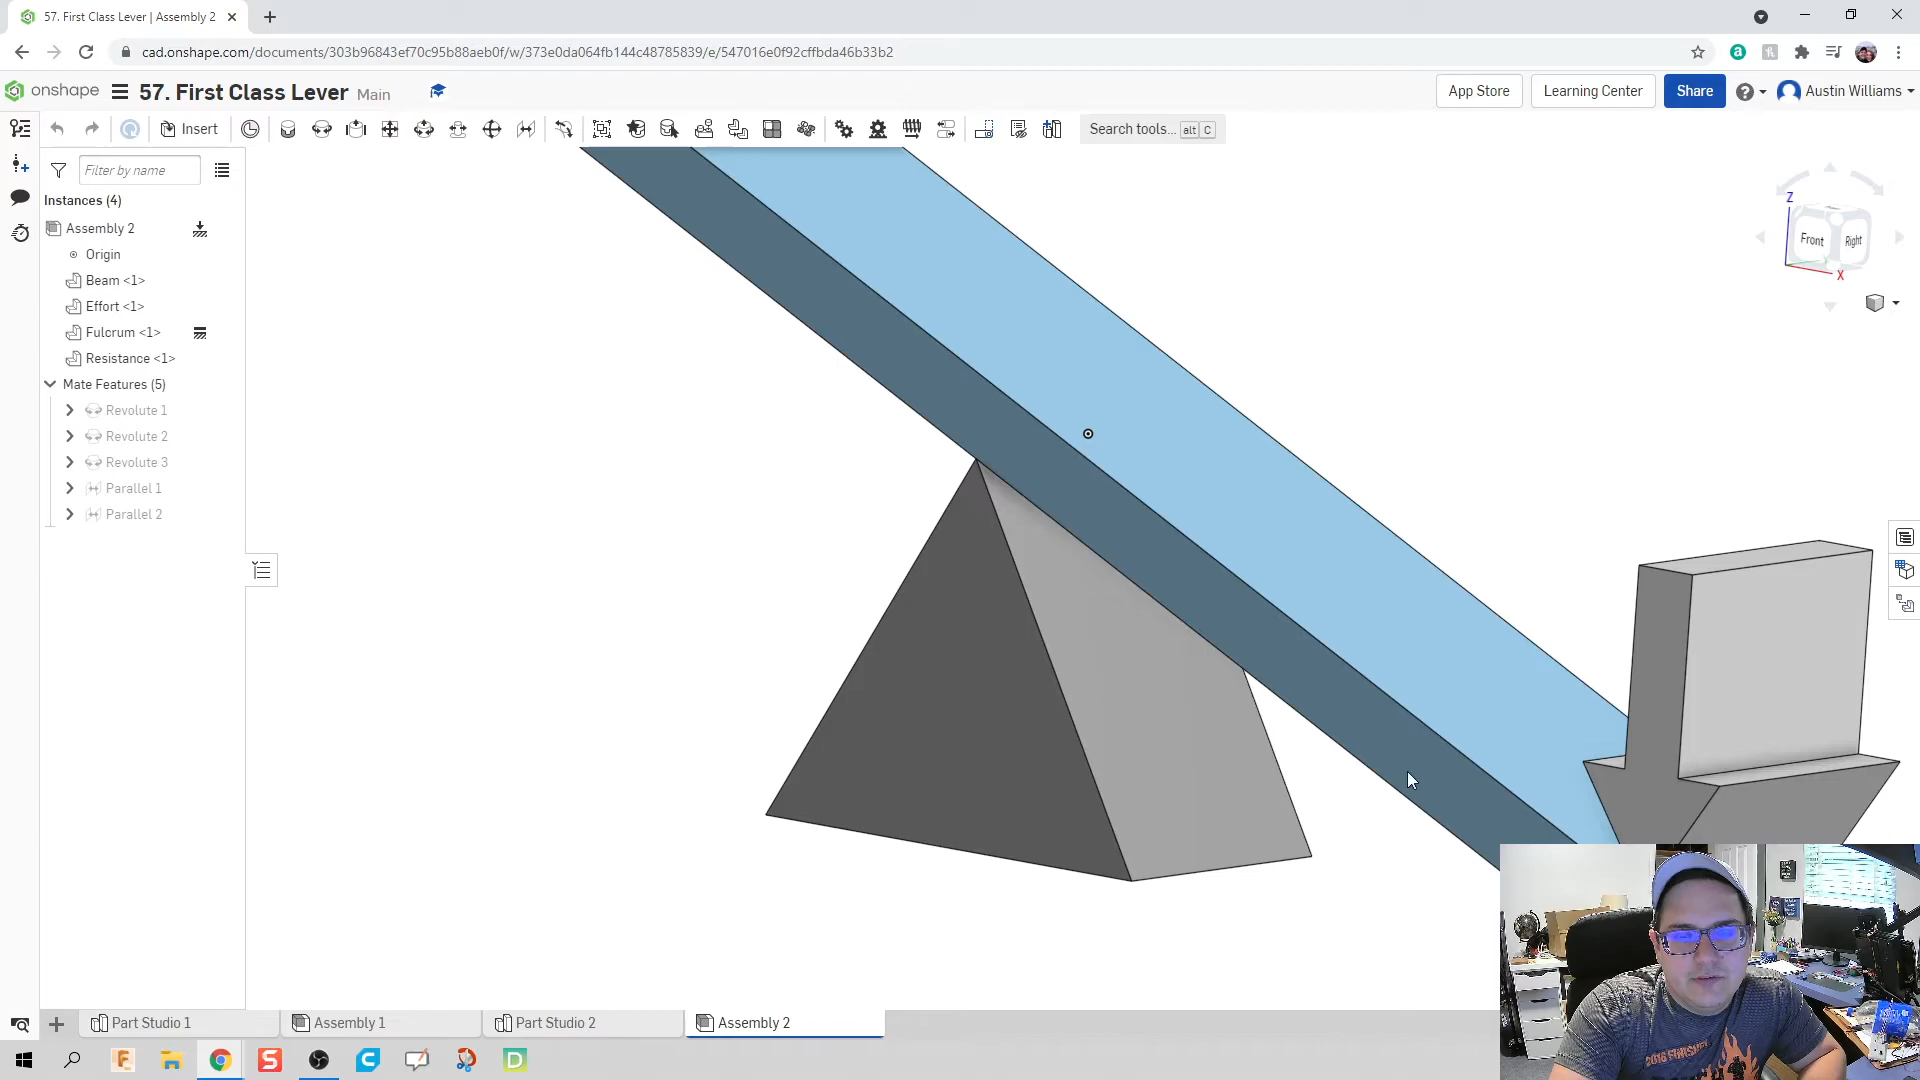 57. First Class Lever | Assembly 2
cad.onshape.com/documents/303b96843ef70c95b88aeb0f/w/373e0da064fb144c48785839/e/547016e0f92cffbda46b33b2
onshape
57. First Class Lever Main
App Store
Learning Center
Share
Austin Williams
Insert
Search tools... alt C
Filter by name
Instances (4)
Assembly 2
Origin
Beam <1>
Effort <1>
Fulcrum <1>
Resistance <1>
Mate Features (5)
Revolute 1
Revolute 2
Revolute 3
Parallel 1
Parallel 2
Z
Front
Right
X
Part Studio 1
Assembly 1
Part Studio 2
Assembly 2
2016 FINISHER